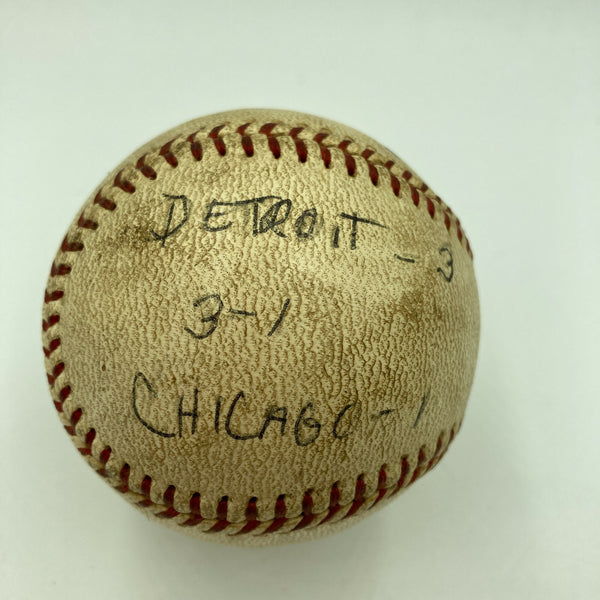 DETROIT - 3
3-1
CHICAGO - 1